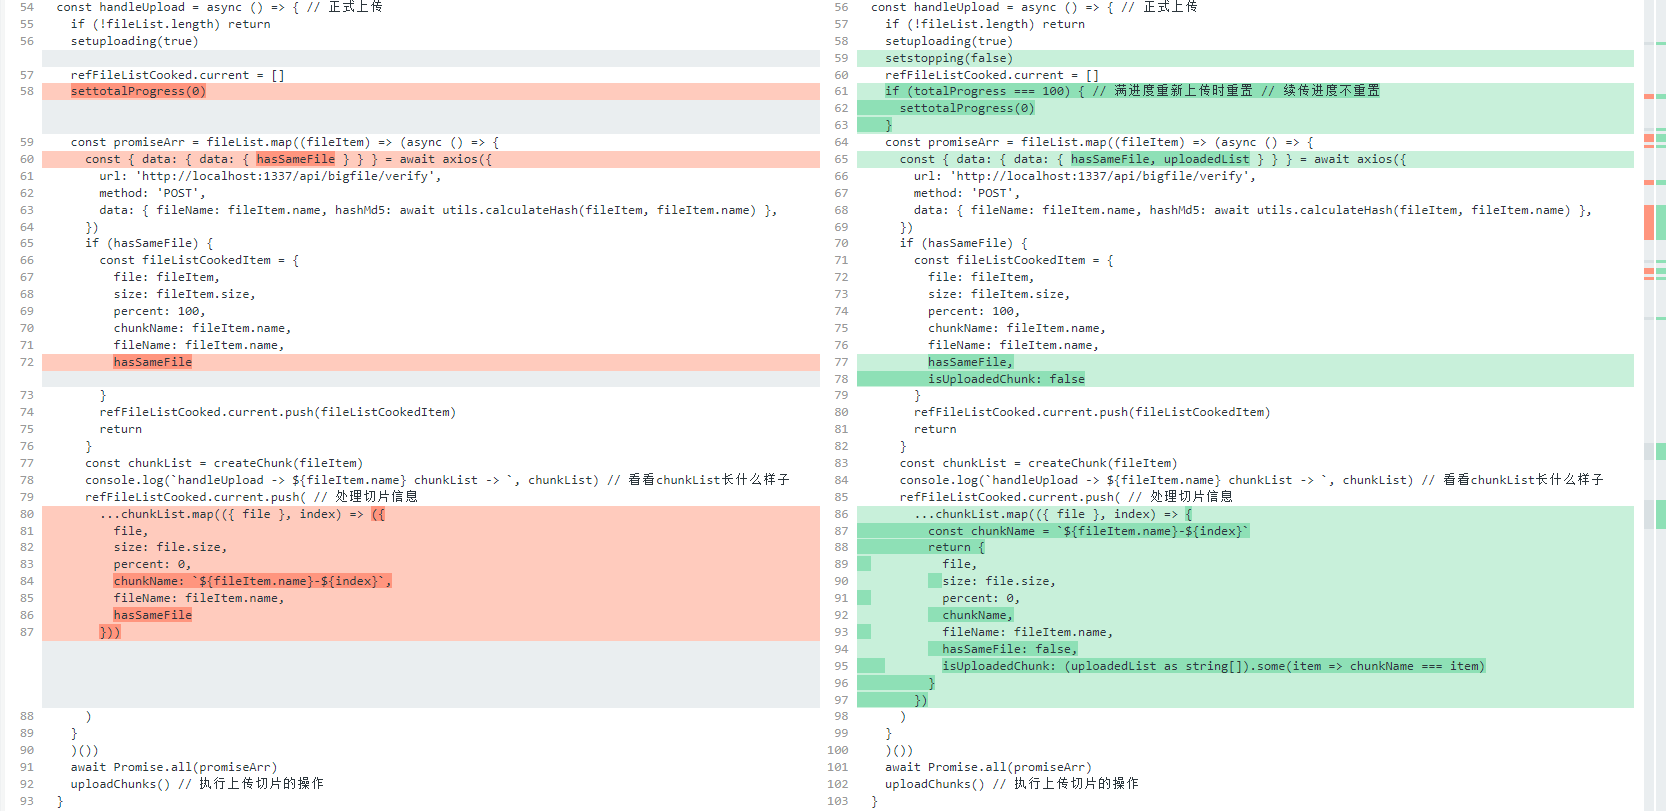 54 const handleUpload = async () => { // 正式上传
55 if (!fileList.length) return
56 setuploading(true)
57 refFileListCooked.current = []
58 settotalProgress(0)
59 const promiseArr = fileList.map((fileItem) => (async () => {
60 const { data: { data: { hasSameFile } } } = await axios({
61 url: 'http://localhost:1337/api/bigfile/verify',
62 method: 'POST',
63 data: { fileName: fileItem.name, hashMd5: await utils.calculateHash(fileItem, fileItem.name) },
64 })
65 if (hasSameFile) {
66 const fileListCookedItem = {
67 file: fileItem,
68 size: fileItem.size,
69 percent: 100,
70 chunkName: fileItem.name,
71 fileName: fileItem.name,
72 hasSameFile
73 }
74 refFileListCooked.current.push(fileListCookedItem)
75 return
76 }
77 const chunkList = createChunk(fileItem)
78 console.log(`handleUpload -> ${fileItem.name} chunkList -> `, chunkList) // 看看chunkList长什么样子
79 refFileListCooked.current.push( // 处理切片信息
80 ...chunkList.map(({ file }, index) => ({
81 file,
82 size: file.size,
83 percent: 0,
84 chunkName: `${fileItem.name}-${index}`,
85 fileName: fileItem.name,
86 hasSameFile
87 }))
88 )
89 }
90 )())
91 await Promise.all(promiseArr)
92 uploadChunks() // 执行上传切片的操作
93 }
56 const handleUpload = async () => { // 正式上传
57 if (!fileList.length) return
58 setuploading(true)
59 setstopping(false)
60 refFileListCooked.current = []
61 if (totalProgress === 100) { // 满进度重新上传时重置 // 续传进度不重置
62 settotalProgress(0)
63 }
64 const promiseArr = fileList.map((fileItem) => (async () => {
65 const { data: { data: { hasSameFile, uploadedList } } } = await axios({
66 url: 'http://localhost:1337/api/bigfile/verify',
67 method: 'POST',
68 data: { fileName: fileItem.name, hashMd5: await utils.calculateHash(fileItem, fileItem.name) },
69 })
70 if (hasSameFile) {
71 const fileListCookedItem = {
72 file: fileItem,
73 size: fileItem.size,
74 percent: 100,
75 chunkName: fileItem.name,
76 fileName: fileItem.name,
77 hasSameFile,
78 isUploadedChunk: false
79 }
80 refFileListCooked.current.push(fileListCookedItem)
81 return
82 }
83 const chunkList = createChunk(fileItem)
84 console.log(`handleUpload -> ${fileItem.name} chunkList -> `, chunkList) // 看看chunkList长什么样子
85 refFileListCooked.current.push( // 处理切片信息
86 ...chunkList.map(({ file }, index) => {
87 const chunkName = `${fileItem.name}-${index}`
88 return {
89 file,
90 size: file.size,
91 percent: 0,
92 chunkName,
93 fileName: fileItem.name,
94 hasSameFile: false,
95 isUploadedChunk: (uploadedList as string[]).some(item => chunkName === item)
96 }
97 })
98 )
99 }
100 )())
101 await Promise.all(promiseArr)
102 uploadChunks() // 执行上传切片的操作
103 }